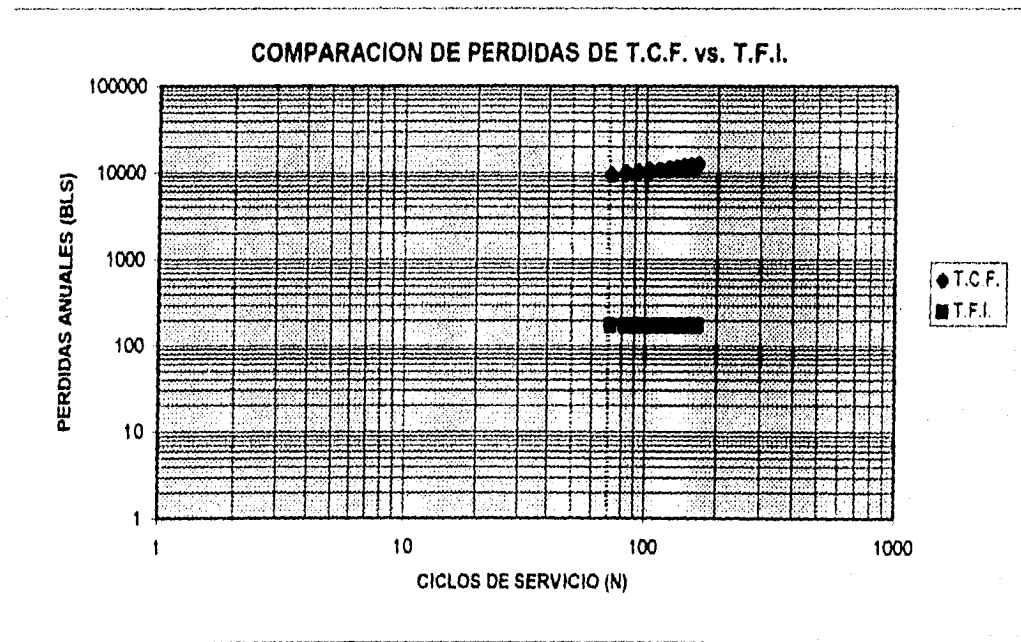 COMPARACION DE PERDIDAS DE T.C.F. vs. T.F.I.
100000
10000
1000
100
10
1
PERDIDAS ANUALES (BLS)
1 10 100 1000
CICLOS DE SERVICIO (N)
T.C.F.
T.F.I.